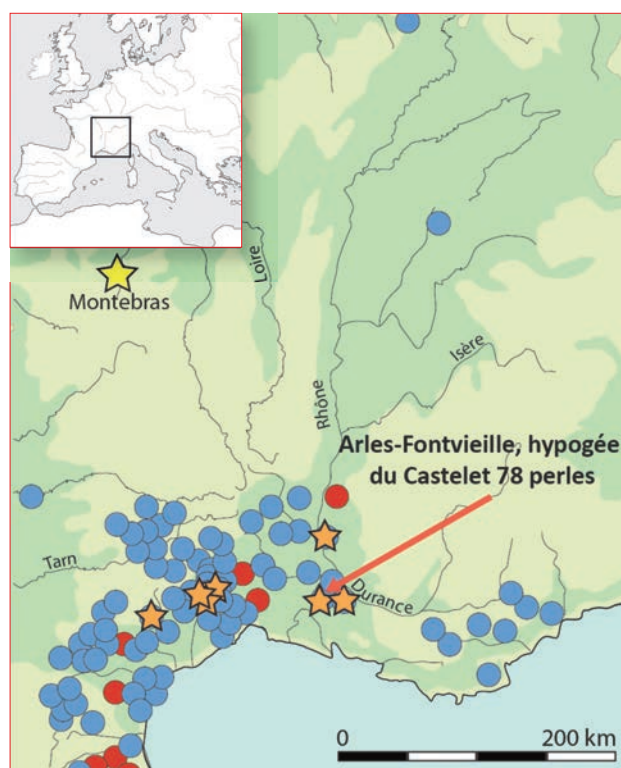 Montebras
Loire
Rhône
Isère
Arles-Fontvieille, hypogée
du Castelet 78 perles
Tarn
Durance
0 200 km